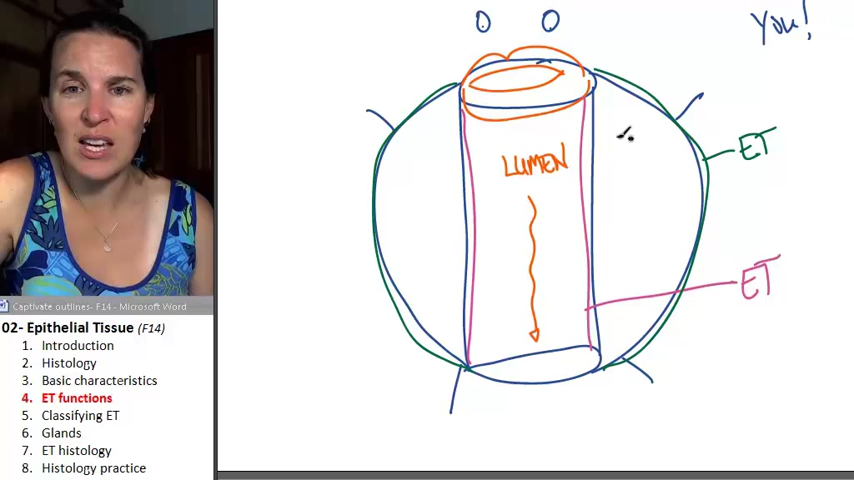 You!
LUMEN
ET
ET
Captivate outlines- F14 - Microsoft Word
02- Epithelial Tissue (F14)
1. Introduction
2. Histology
3. Basic characteristics
4. ET functions
5. Classifying ET
6. Glands
7. ET histology
8. Histology practice